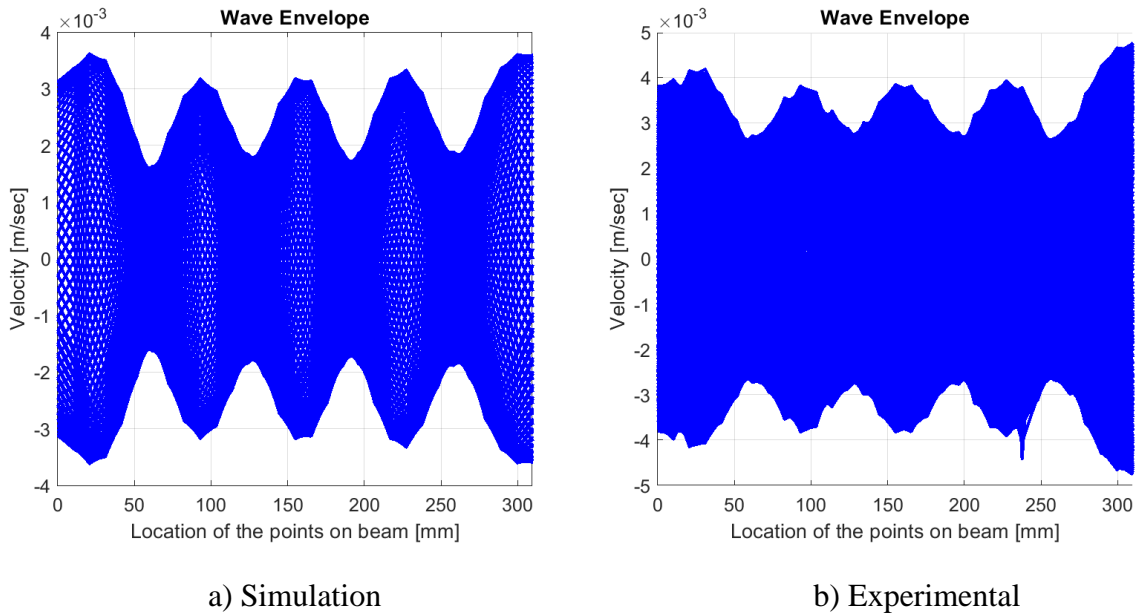 Wave Envelope
×10⁻³
4
3
2
1
0
-1
-2
-3
-4
Velocity [m/sec]
0 50 100 150 200 250 300
Location of the points on beam [mm]
a) Simulation
Wave Envelope
×10⁻³
5
4
3
2
1
0
-1
-2
-3
-4
-5
Velocity [m/sec]
0 50 100 150 200 250 300
Location of the points on beam [mm]
b) Experimental